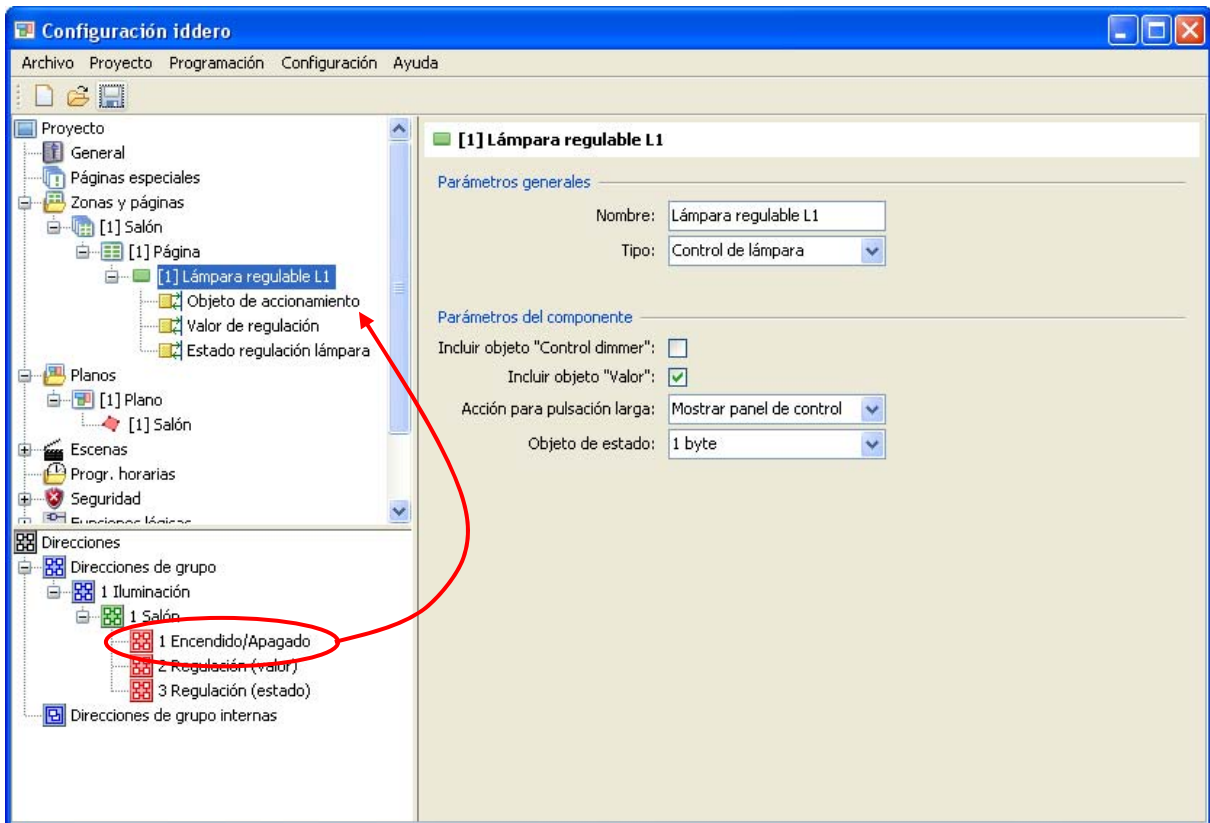 Configuración iddero
Archivo Proyecto Programación Configuración Ayuda
Proyecto
General
Páginas especiales
Zonas y páginas
[1] Salón
[1] Página
[1] Lámpara regulable L1
Objeto de accionamiento
Valor de regulación
Estado regulación lámpara
Planos
[1] Plano
[1] Salón
Escenas
Progr. horarias
Seguridad
Funciones lógicas
Direcciones
Direcciones de grupo
1 Iluminación
1 Salón
1 Encendido/Apagado
2 Regulación (valor)
3 Regulación (estado)
Direcciones de grupo internas
[1] Lámpara regulable L1
Parámetros generales
Nombre: Lámpara regulable L1
Tipo: Control de lámpara
Parámetros del componente
Incluir objeto "Control dimmer":
Incluir objeto "Valor":
Acción para pulsación larga: Mostrar panel de control
Objeto de estado: 1 byte